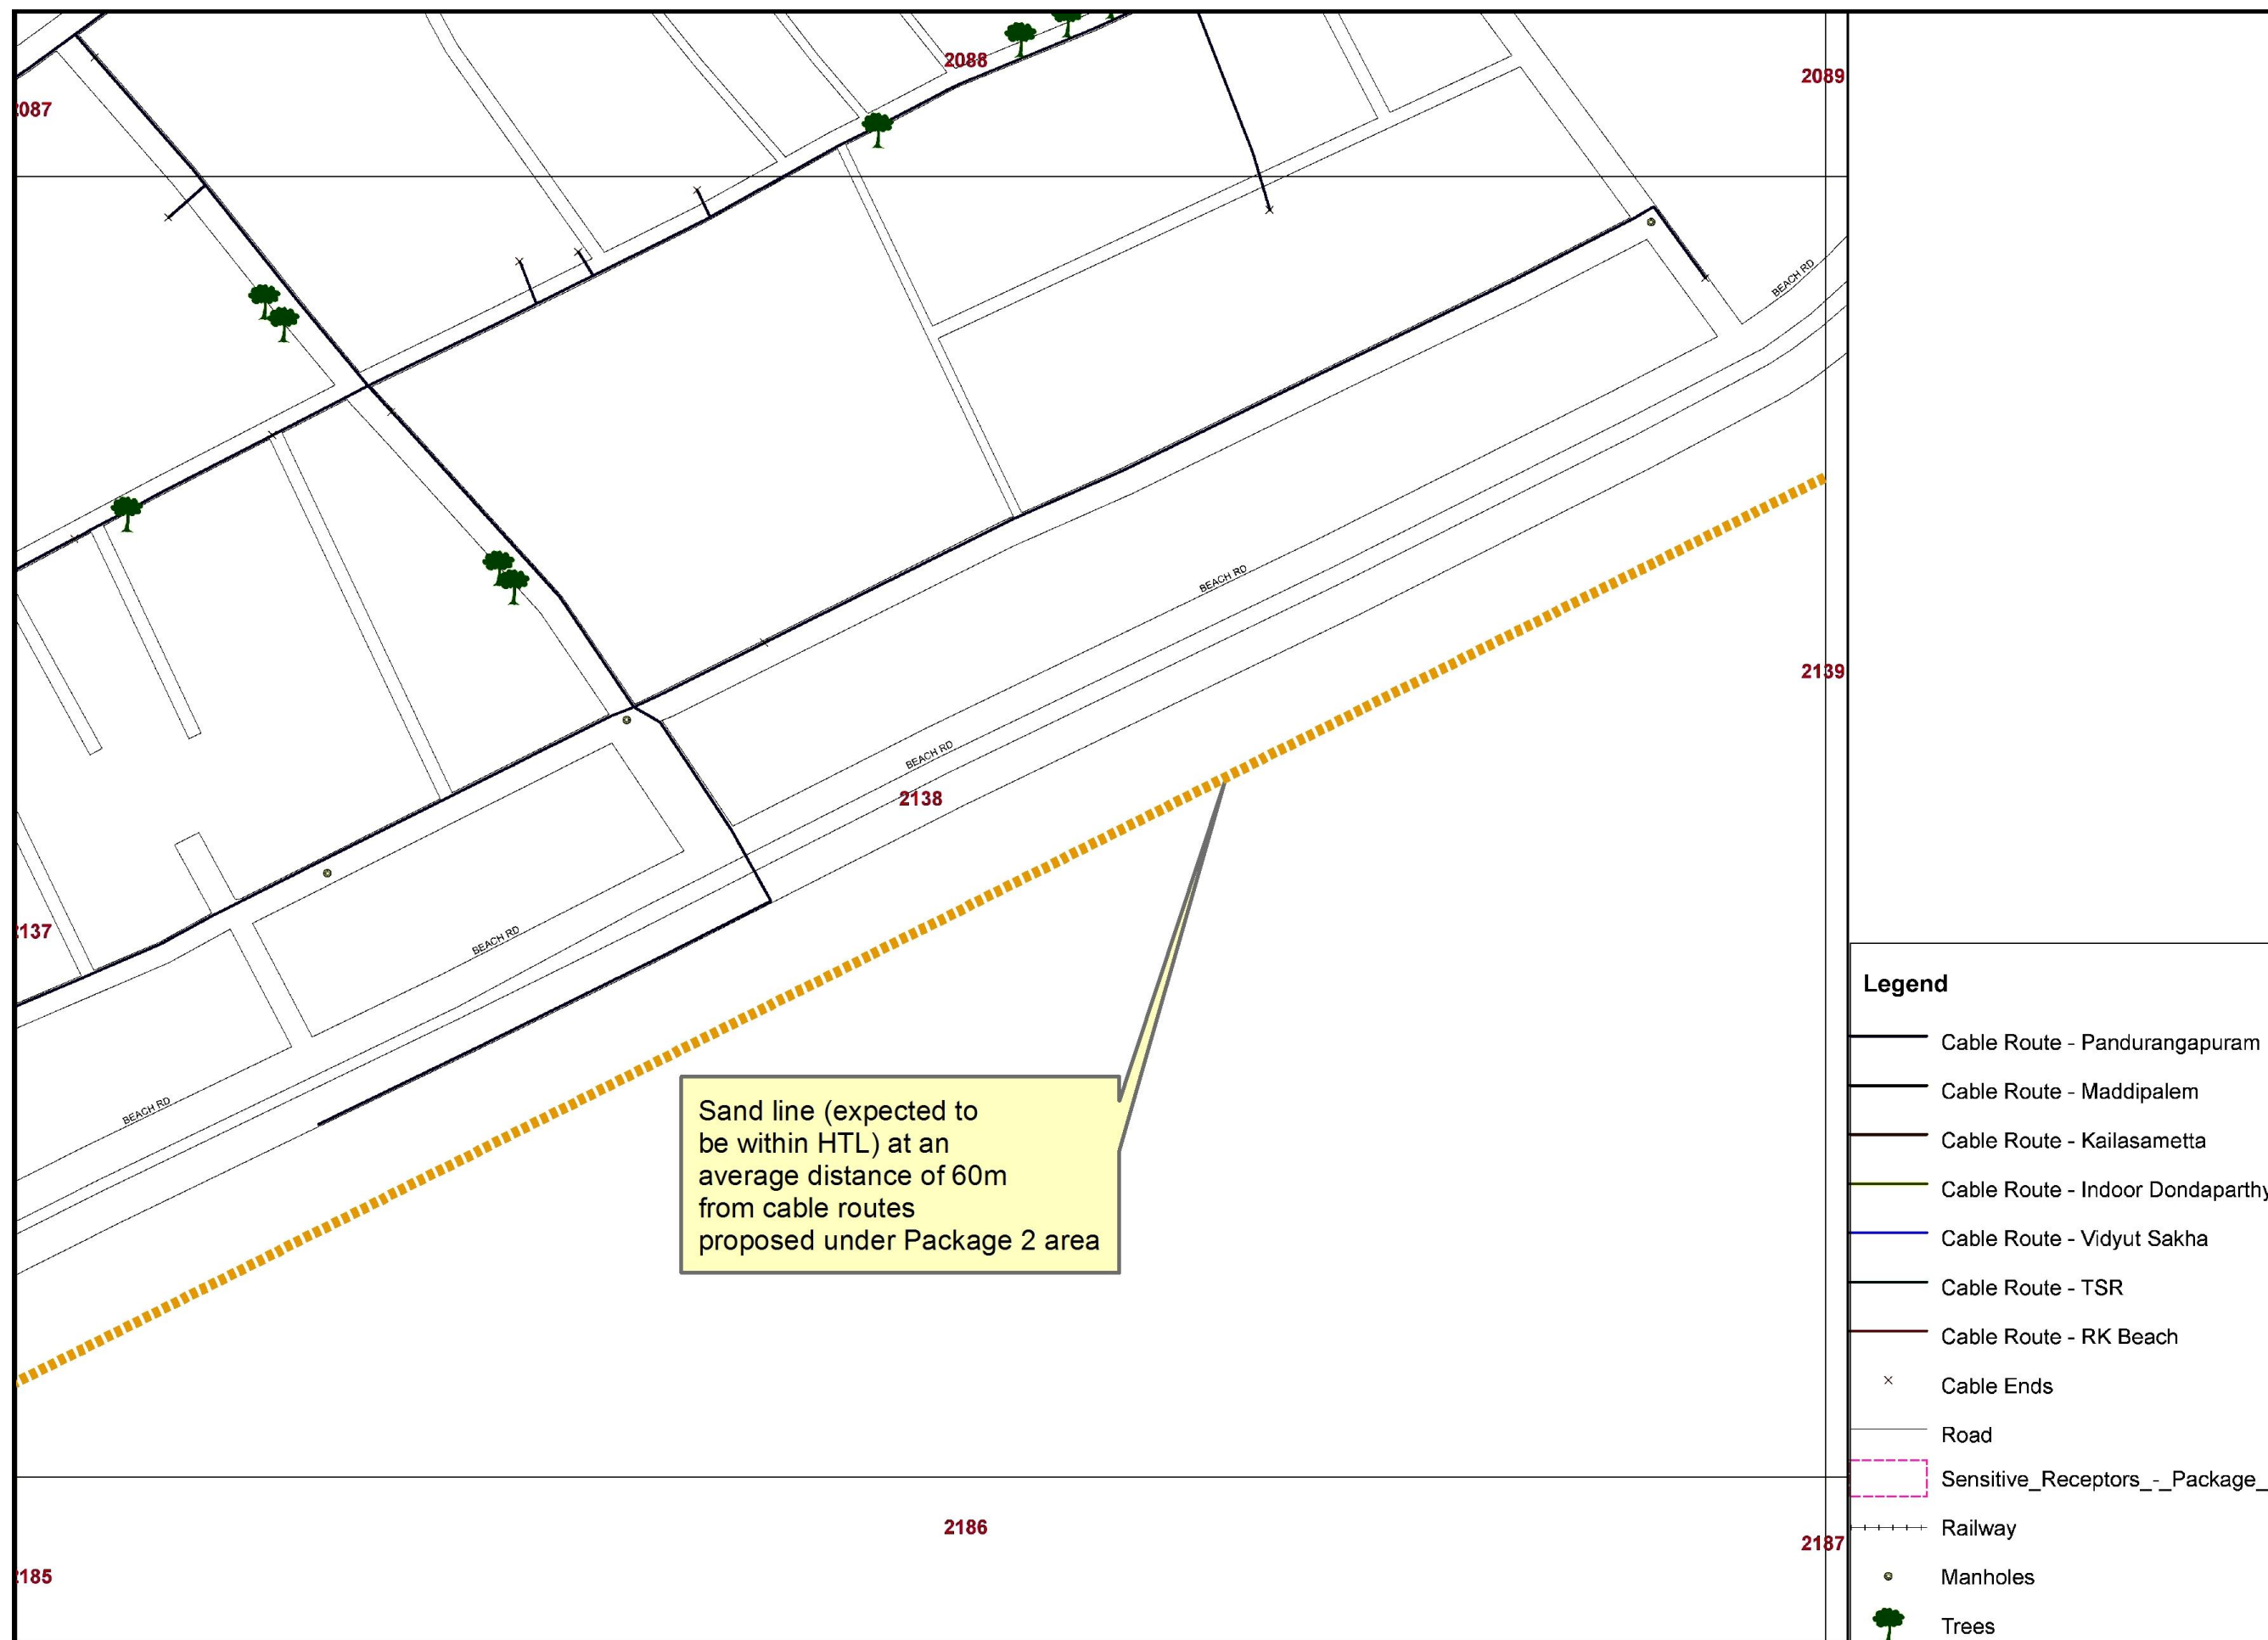 2088
2089
2087
BEACH RD
BEACH RD
2139
BEACH RD
2138
2137
BEACH RD
BEACH RD
Sand line (expected to
be within HTL) at an
average distance of 60m
from cable routes
proposed under Package 2 area
2186
2187
2185
Legend
Cable Route - Pandurangapuram
Cable Route - Maddipalem
Cable Route - Kailasametta
Cable Route - Indoor Dondaparthy
Cable Route - Vidyut Sakha
Cable Route - TSR
Cable Route - RK Beach
Cable Ends
Road
Sensitive_Receptors_-_Package_
Railway
Manholes
Trees